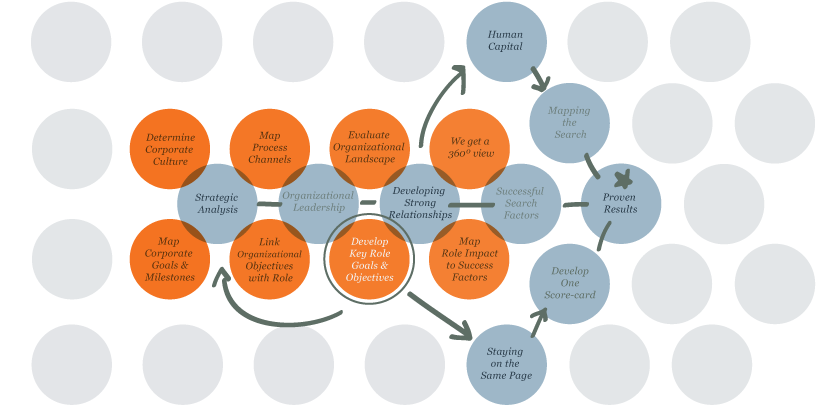 Human
Capital
Mapping
the
Search
Determine
Corporate
Culture
Map
Process
Channels
Evaluate
Organizational
Landscape
We get a
360º view
Strategic
Analysis
Organizational
Leadership
Developing
Strong
Relationships
Successful
Search
Factors
Proven
Results
Map
Corporate
Goals &
Milestones
Link
Organizational
Objectives
with Role
Develop
Key Role
Goals &
Objectives
Map
Role Impact
to Success
Factors
Develop
One
Score-card
Staying
on the
Same Page